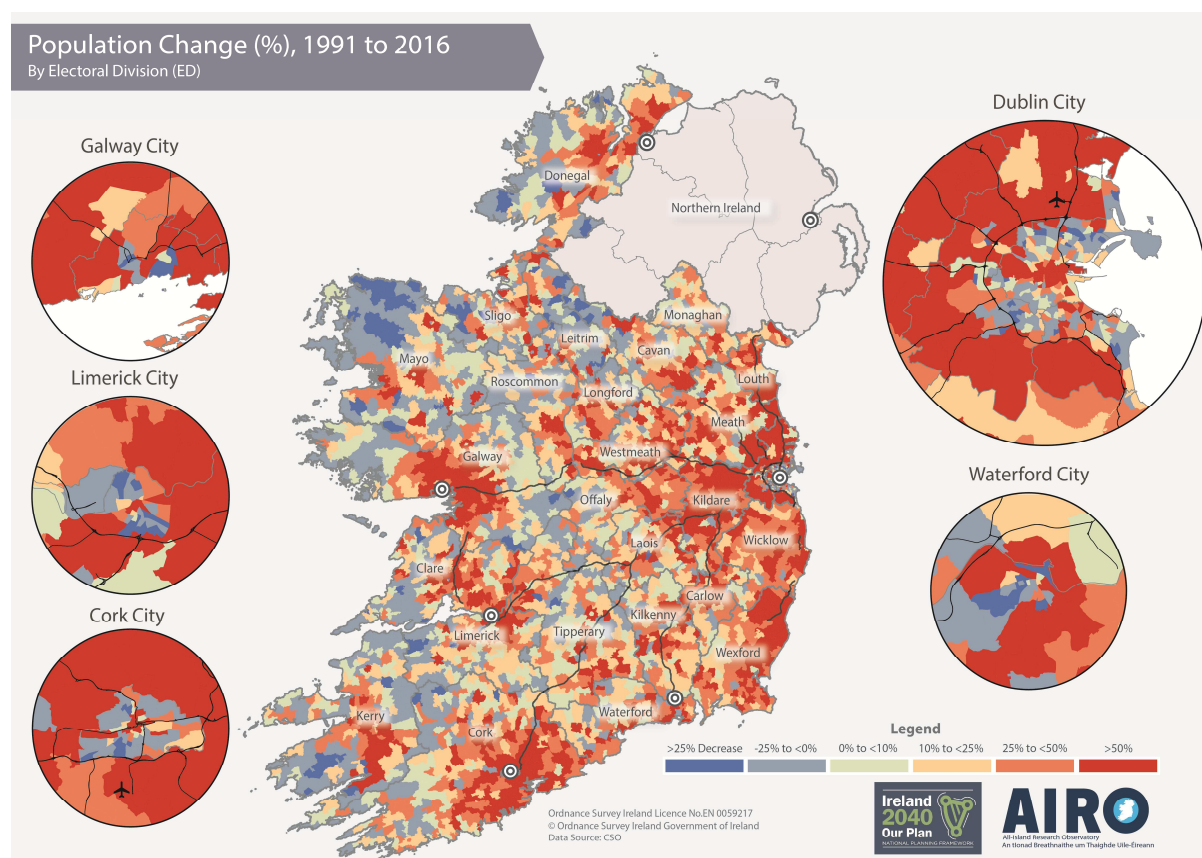 Population Change (%), 1991 to 2016
By Electoral Division (ED)
Galway City
Limerick City
Cork City
Dublin City
Waterford City
Donegal
Northern Ireland
Monaghan
Sligo
Leitrim
Cavan
Mayo
Roscommon
Longford
Louth
Meath
Westmeath
Galway
Offaly
Kildare
Laois
Wicklow
Clare
Carlow
Kilkenny
Limerick
Tipperary
Wexford
Waterford
Kerry
Cork
Legend
>25% Decrease -25% to <0% 0% to <10% 10% to <25% 25% to <50% >50%
Ordnance Survey Ireland Licence No.EN 0059217
© Ordnance Survey Ireland Government of Ireland
Data Source: CSO
Ireland
2040
Our Plan
NATIONAL PLANNING FRAMEWORK
AIRO
All-Island Research Observatory
An tIonad Breathnaithe um Thaighde Uile-Éireann